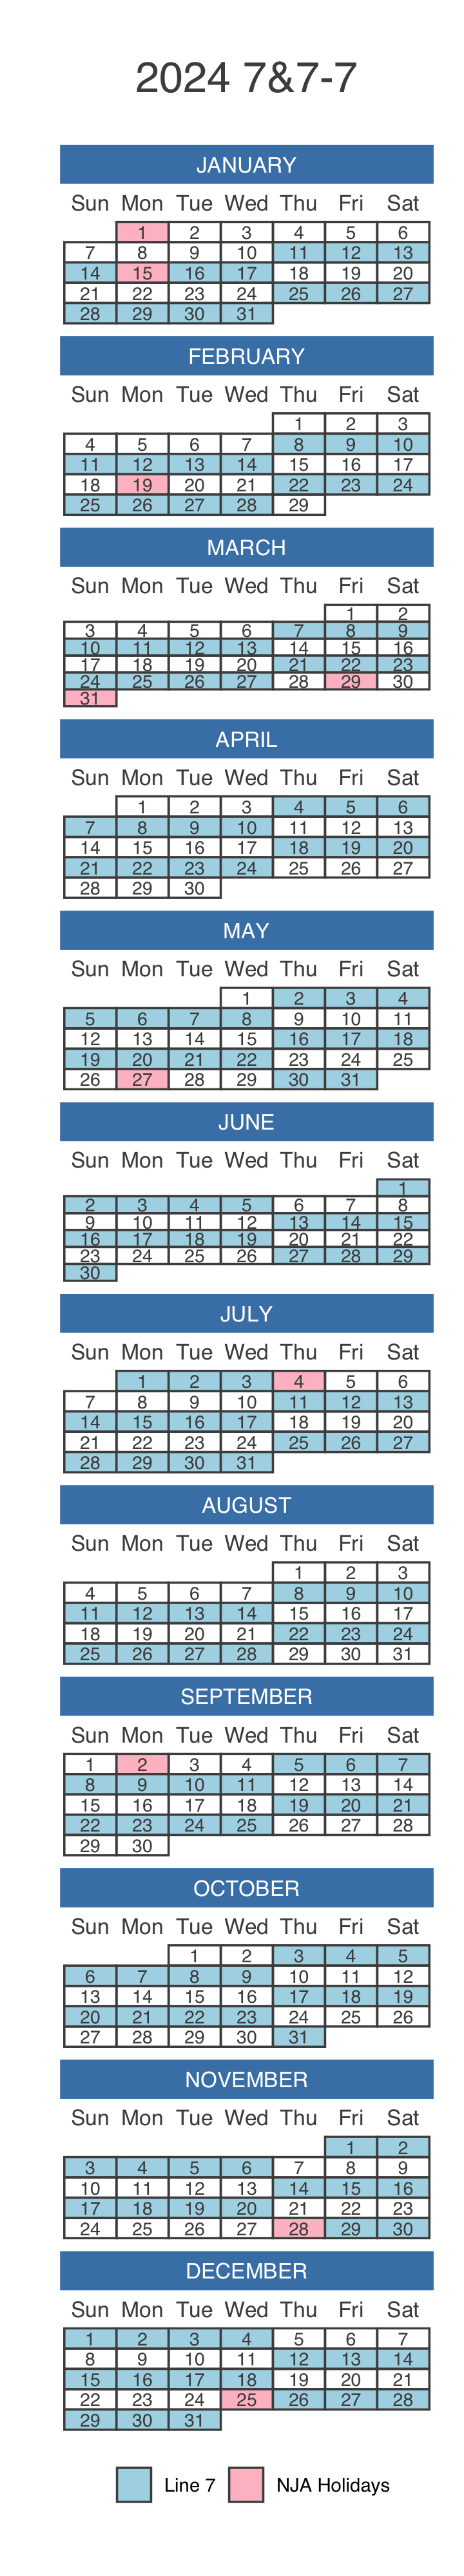 2024 7&7-7
JANUARY
Sun Mon Tue Wed Thu Fri Sat
1 2 3 4 5 6
7 8 9 10 11 12 13
14 15 16 17 18 19 20
21 22 23 24 25 26 27
28 29 30 31
FEBRUARY
Sun Mon Tue Wed Thu Fri Sat
1 2 3
4 5 6 7 8 9 10
11 12 13 14 15 16 17
18 19 20 21 22 23 24
25 26 27 28 29
MARCH
Sun Mon Tue Wed Thu Fri Sat
1 2
3 4 5 6 7 8 9
10 11 12 13 14 15 16
17 18 19 20 21 22 23
24 25 26 27 28 29 30
31
APRIL
Sun Mon Tue Wed Thu Fri Sat
1 2 3 4 5 6
7 8 9 10 11 12 13
14 15 16 17 18 19 20
21 22 23 24 25 26 27
28 29 30
MAY
Sun Mon Tue Wed Thu Fri Sat
1 2 3 4
5 6 7 8 9 10 11
12 13 14 15 16 17 18
19 20 21 22 23 24 25
26 27 28 29 30 31
JUNE
Sun Mon Tue Wed Thu Fri Sat
1
2 3 4 5 6 7 8
9 10 11 12 13 14 15
16 17 18 19 20 21 22
23 24 25 26 27 28 29
30
JULY
Sun Mon Tue Wed Thu Fri Sat
1 2 3 4 5 6
7 8 9 10 11 12 13
14 15 16 17 18 19 20
21 22 23 24 25 26 27
28 29 30 31
AUGUST
Sun Mon Tue Wed Thu Fri Sat
1 2 3
4 5 6 7 8 9 10
11 12 13 14 15 16 17
18 19 20 21 22 23 24
25 26 27 28 29 30 31
SEPTEMBER
Sun Mon Tue Wed Thu Fri Sat
1 2 3 4 5 6 7
8 9 10 11 12 13 14
15 16 17 18 19 20 21
22 23 24 25 26 27 28
29 30
OCTOBER
Sun Mon Tue Wed Thu Fri Sat
1 2 3 4 5
6 7 8 9 10 11 12
13 14 15 16 17 18 19
20 21 22 23 24 25 26
27 28 29 30 31
NOVEMBER
Sun Mon Tue Wed Thu Fri Sat
1 2
3 4 5 6 7 8 9
10 11 12 13 14 15 16
17 18 19 20 21 22 23
24 25 26 27 28 29 30
DECEMBER
Sun Mon Tue Wed Thu Fri Sat
1 2 3 4 5 6 7
8 9 10 11 12 13 14
15 16 17 18 19 20 21
22 23 24 25 26 27 28
29 30 31
Line 7 NJA Holidays